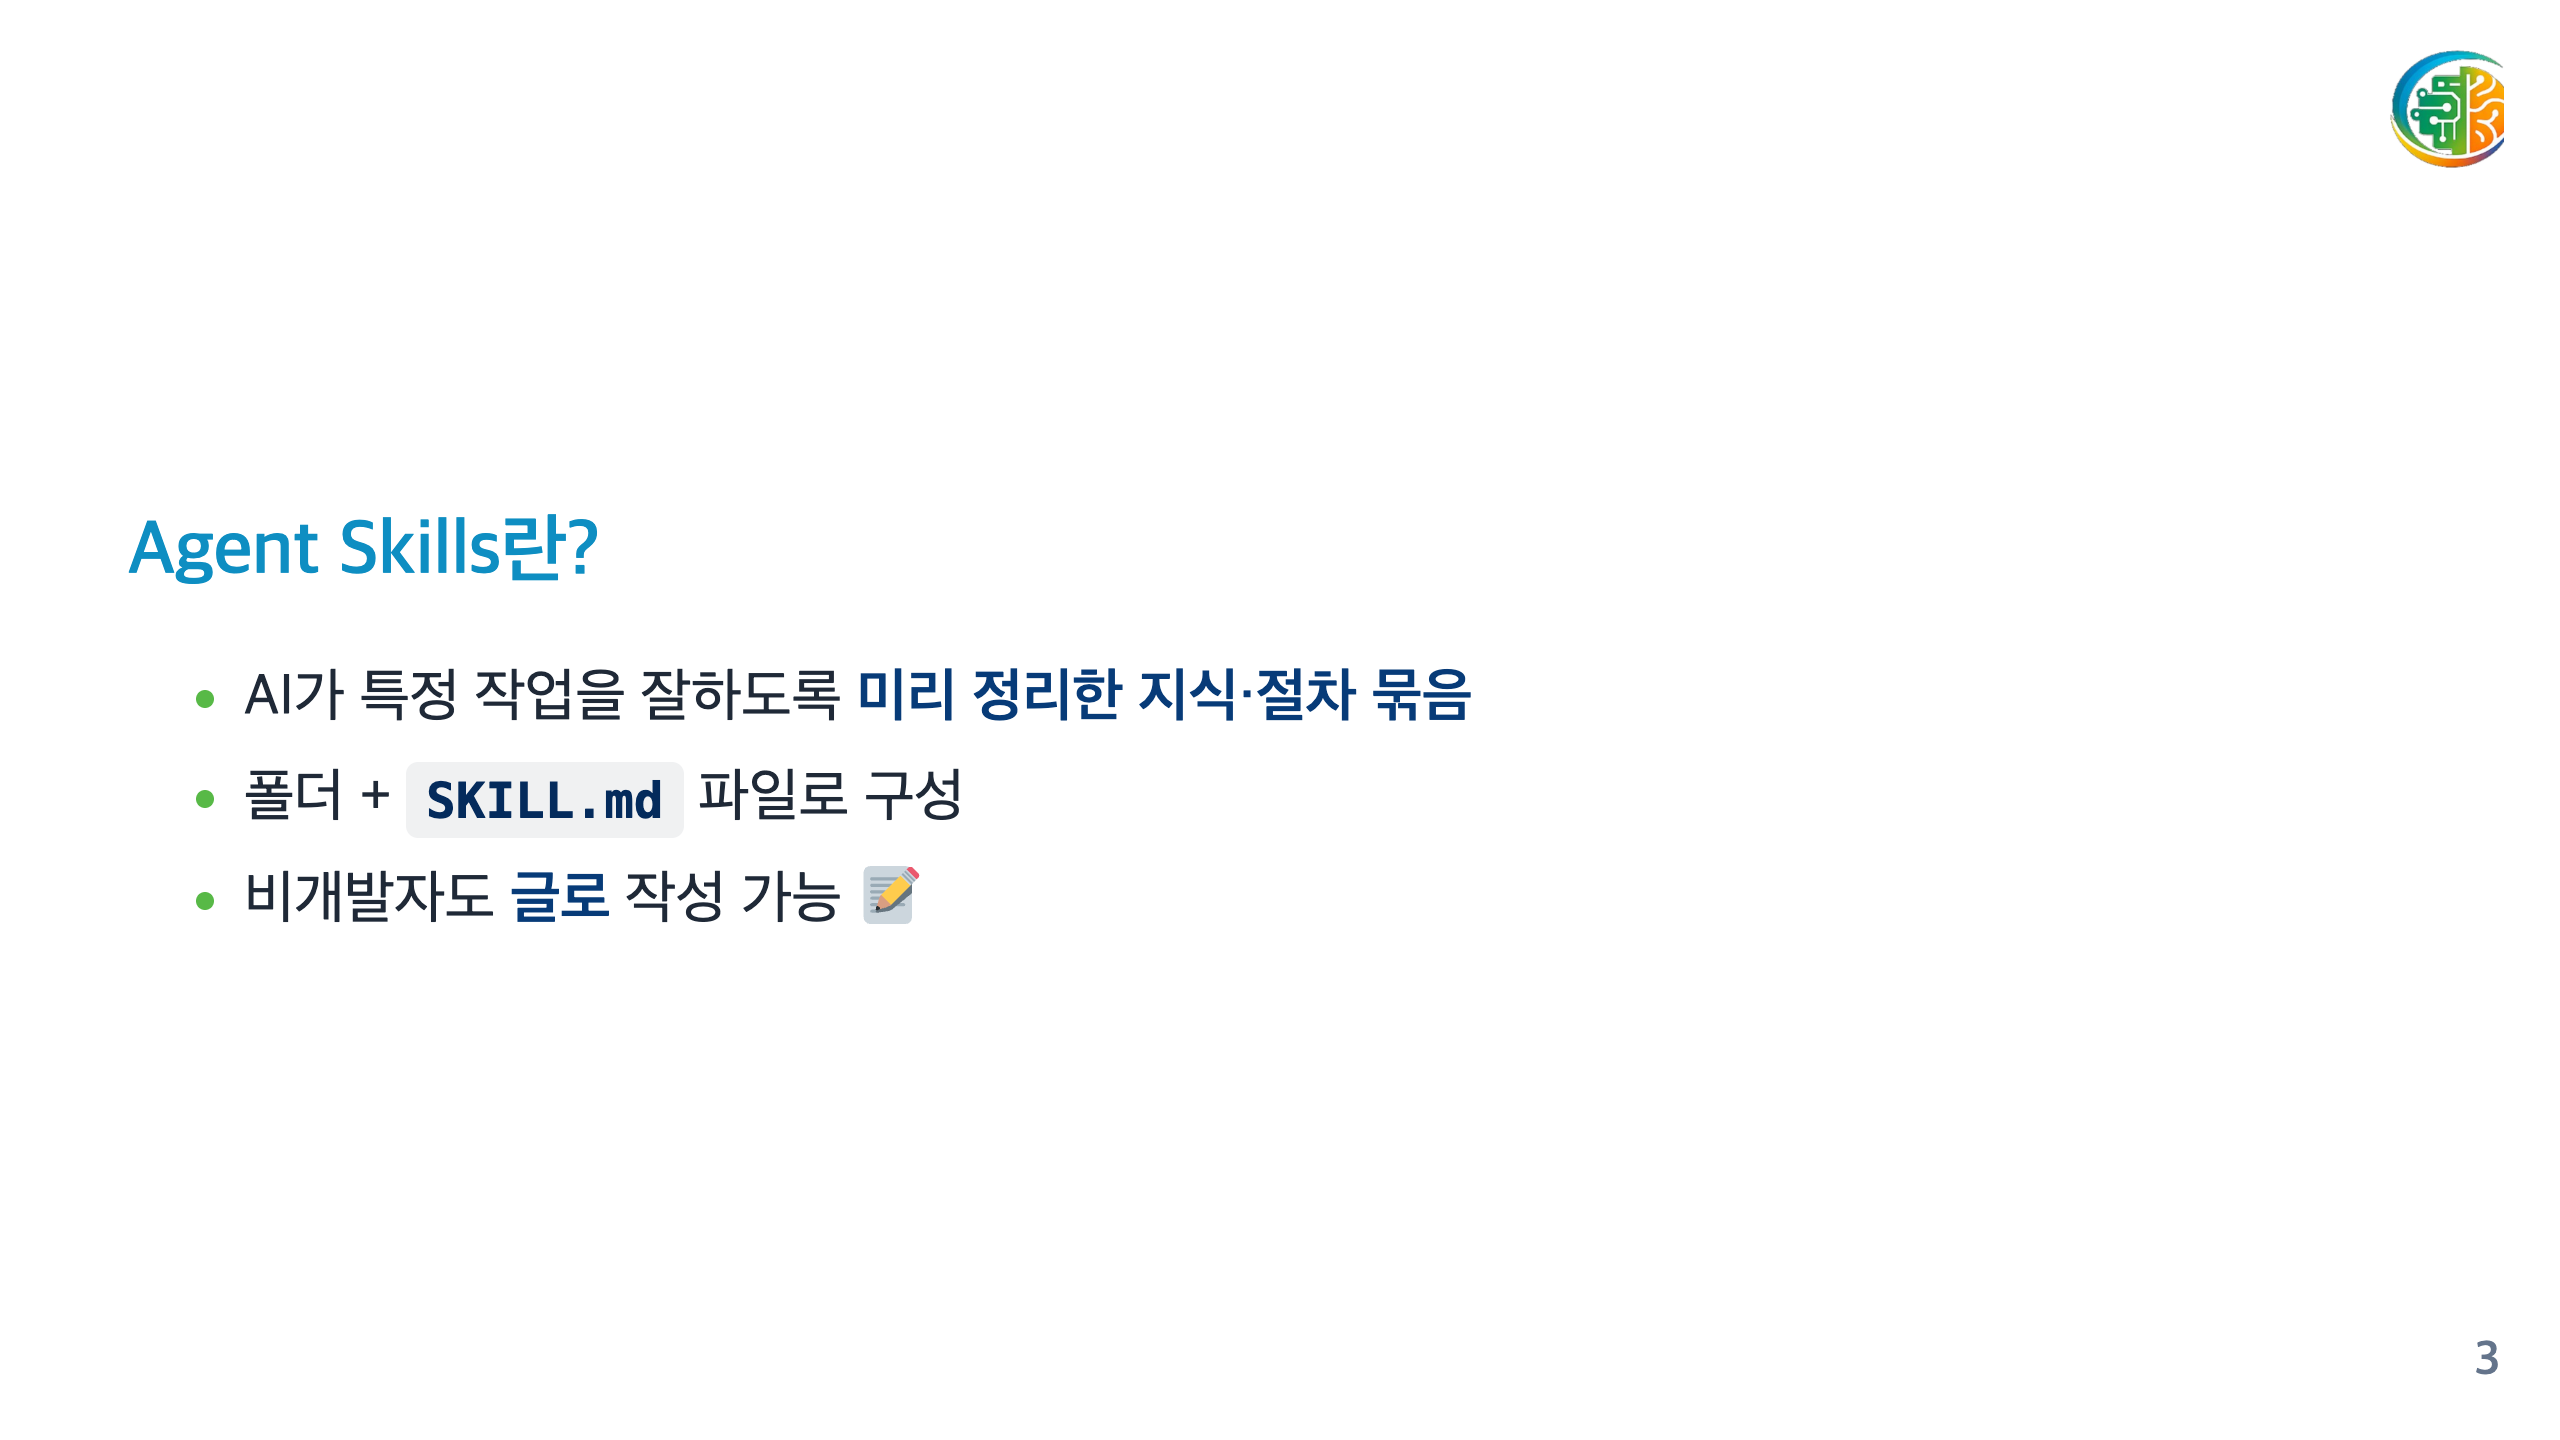 Agent Skills란?
AI가 특정 작업을 잘하도록 미리 정리한 지식·절차 묶음
폴더 + SKILL.md 파일로 구성
비개발자도 글로 작성 가능 📝
3